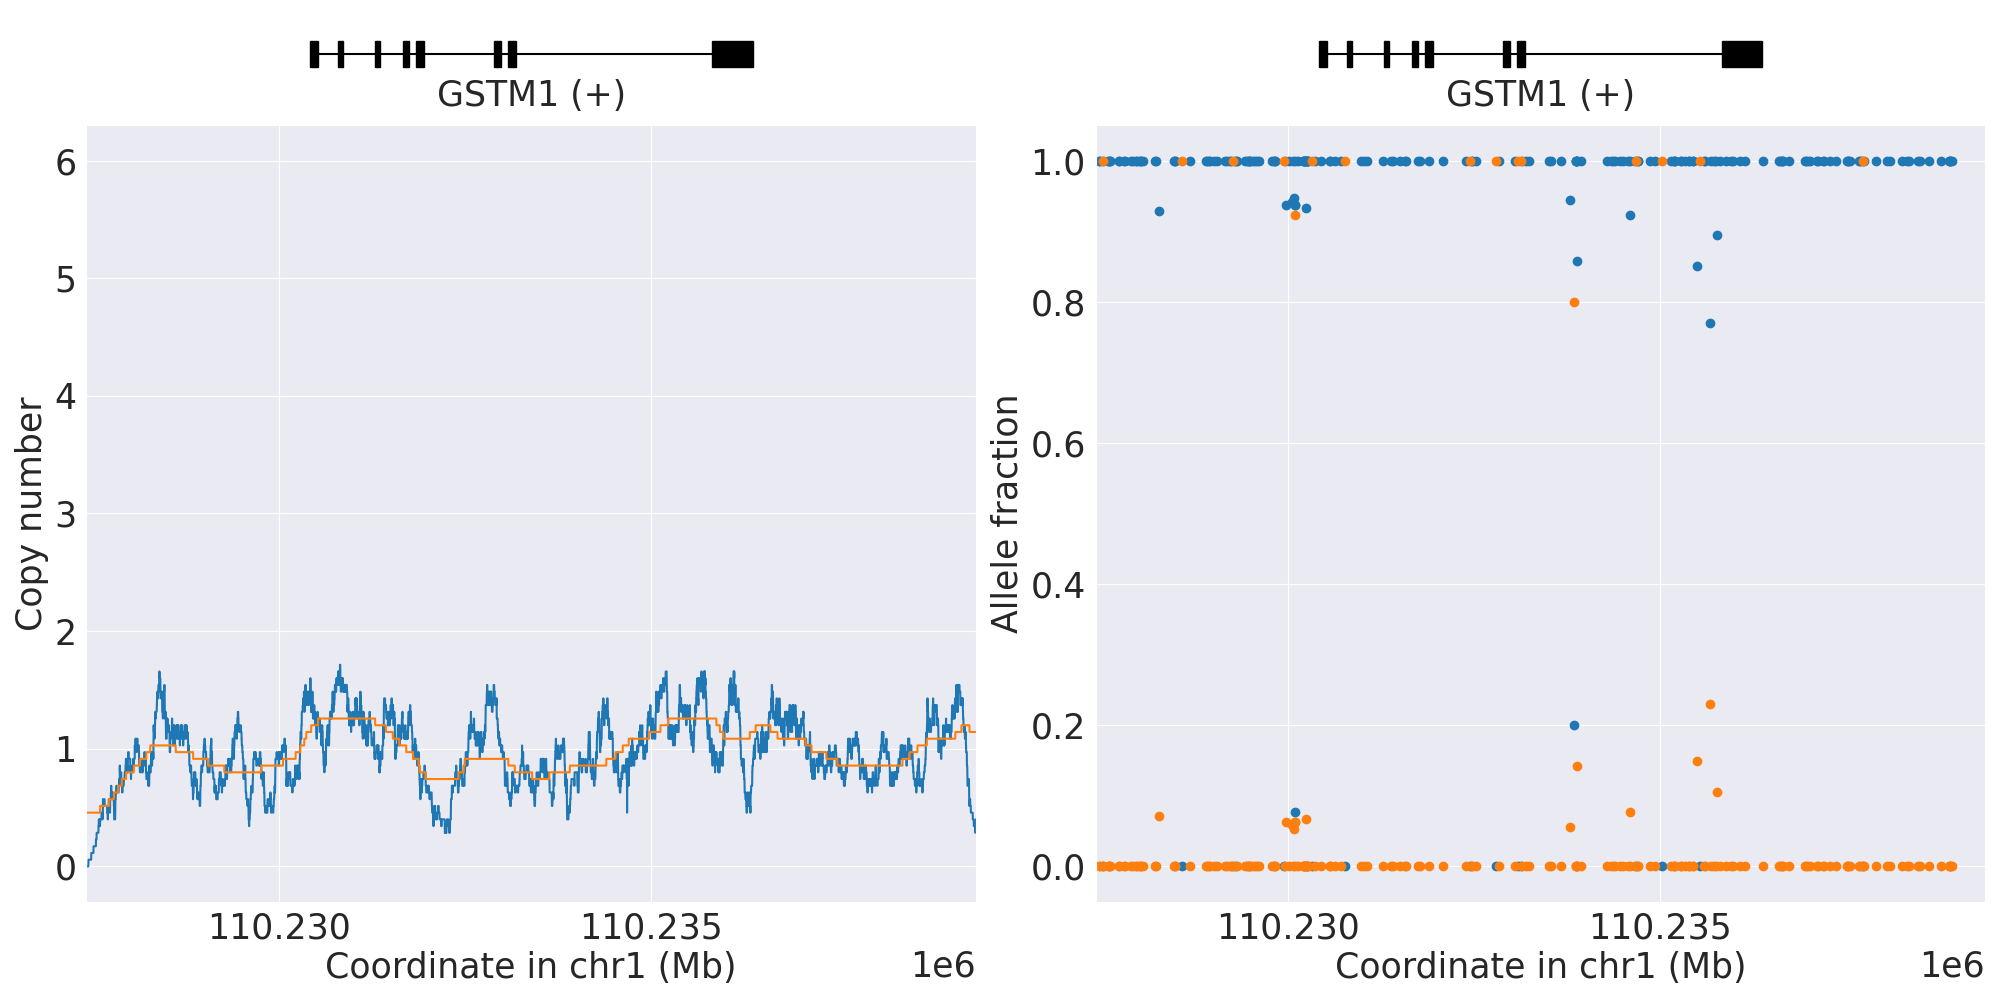 GSTM1 (+)
6
5
4
3
2
1
0
Copy number
110.230
110.235
Coordinate in chr1 (Mb)
1e6
GSTM1 (+)
1.0
0.8
0.6
0.4
0.2
0.0
Allele fraction
110.230
110.235
Coordinate in chr1 (Mb)
1e6